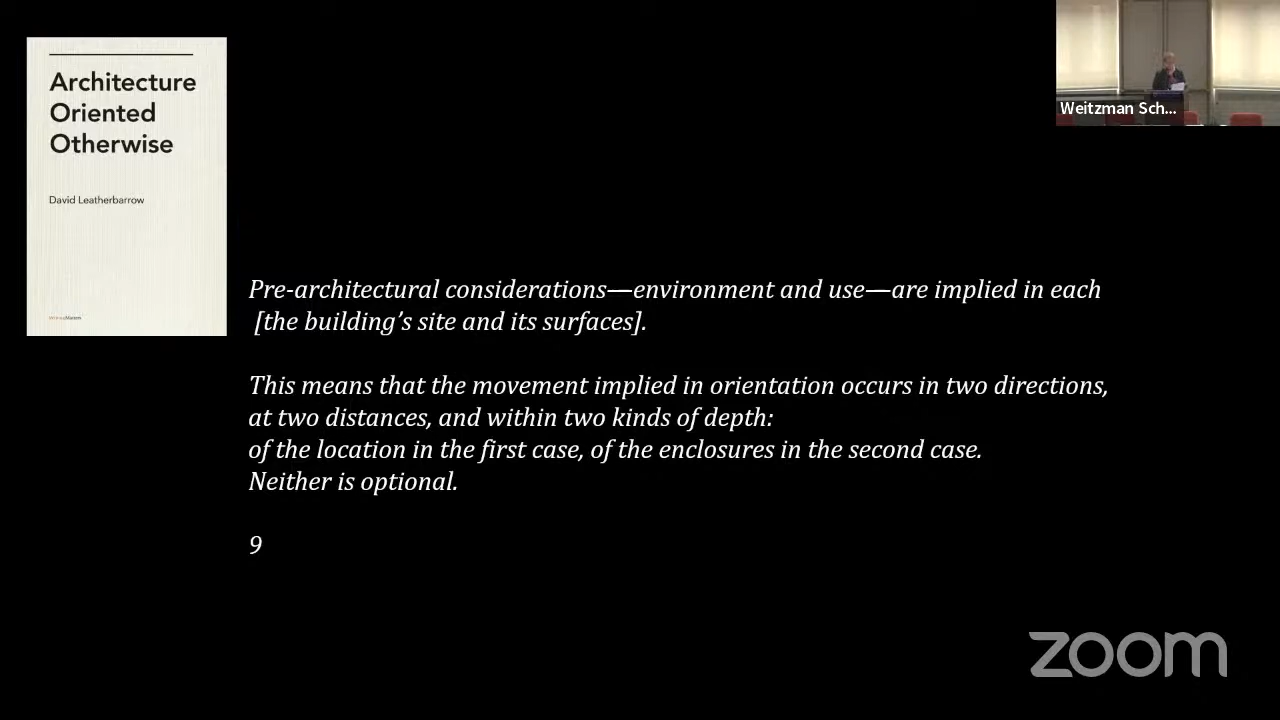 Architecture
Oriented
Otherwise
David Leatherbarrow
Weitzman Sch...
Pre-architectural considerations—environment and use—are implied in each
[the building’s site and its surfaces].
This means that the movement implied in orientation occurs in two directions,
at two distances, and within two kinds of depth:
of the location in the first case, of the enclosures in the second case.
Neither is optional.
9
zoom